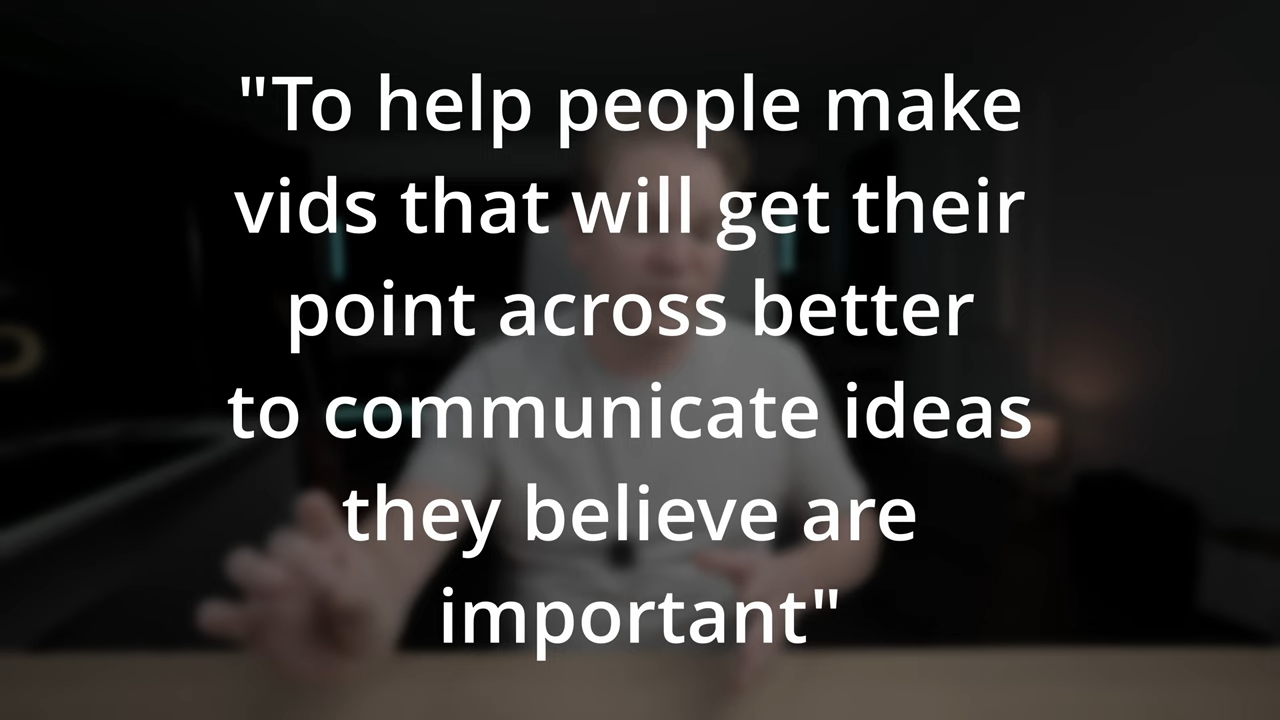 "To help people make
vids that will get their
point across better
to communicate ideas
they believe are
important"